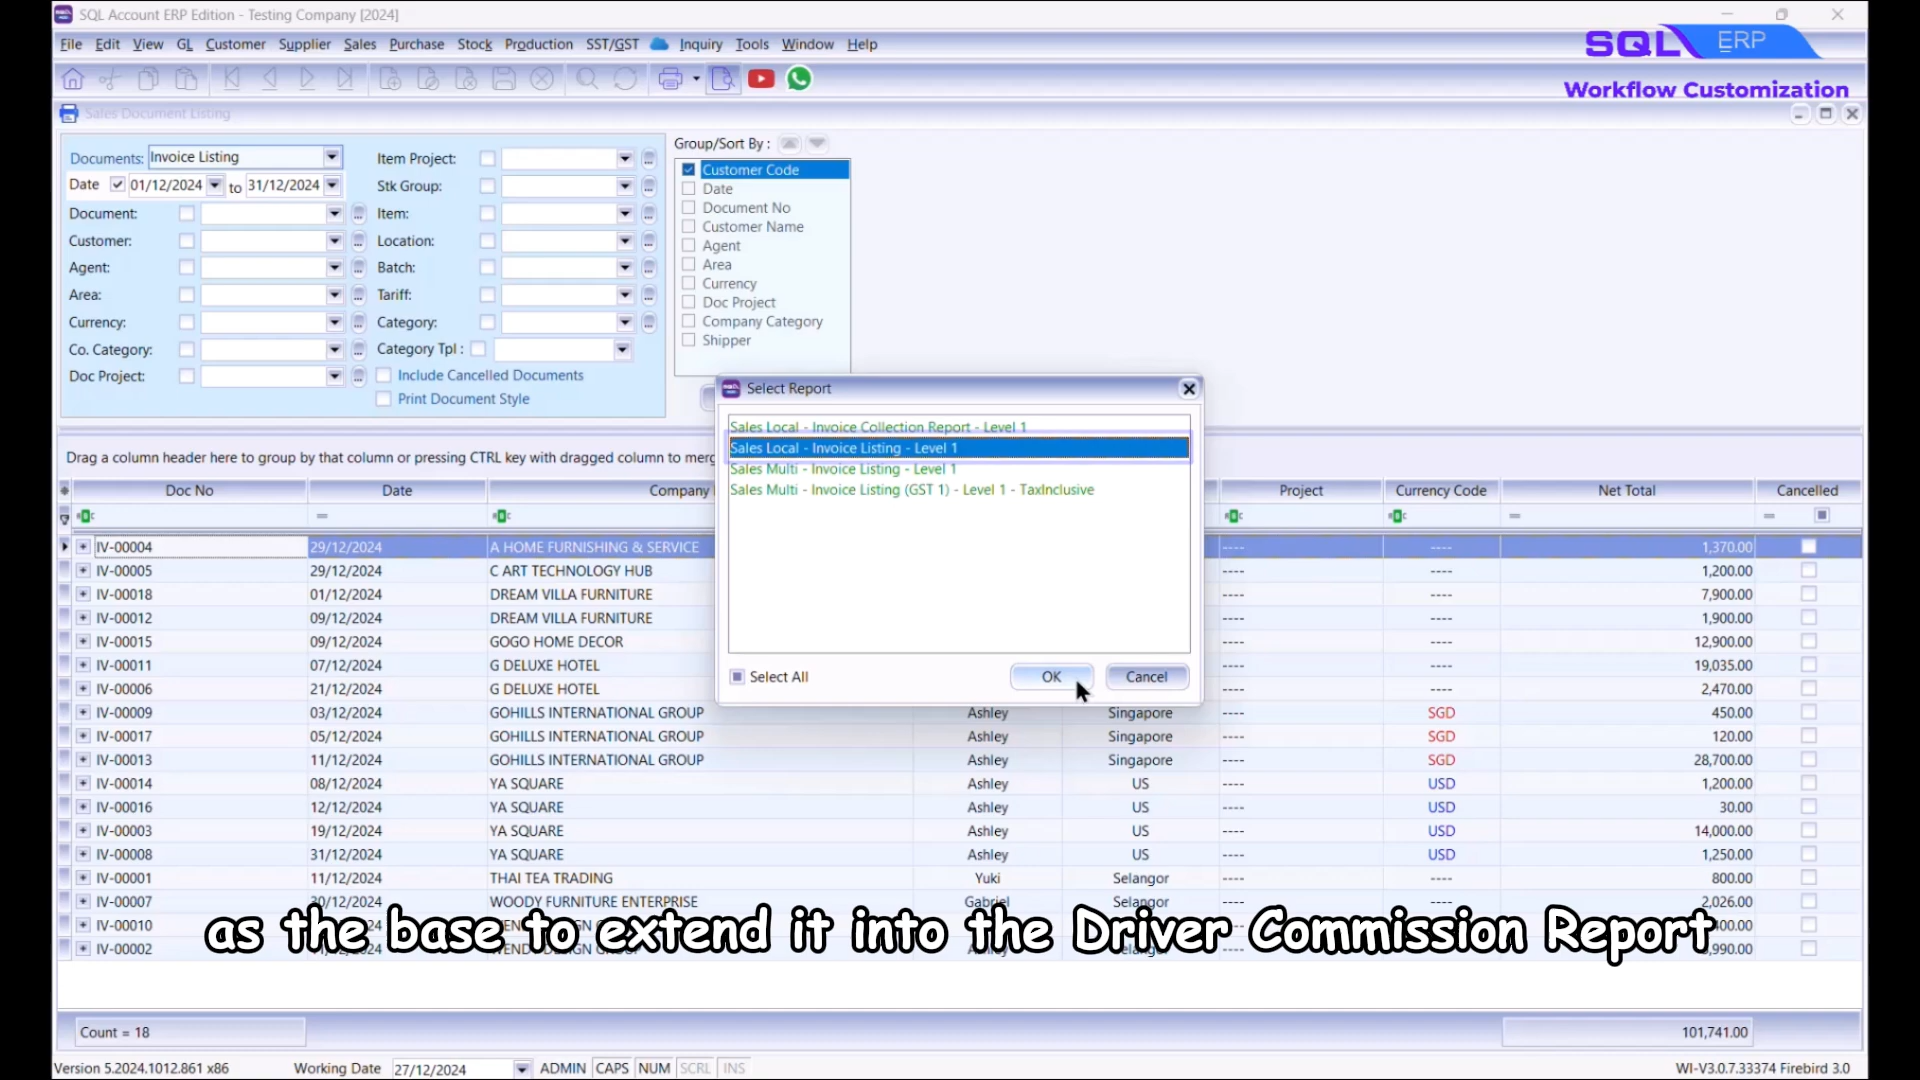 SQL Account ERP Edition - Testing Company [2024]
File Edit View GL Customer Supplier Sales Purchase Stock Production SST/GST Inquiry Tools Window Help
SQL ERP
Workflow Customization
Sales Document Listing
Documents: Invoice Listing
Date 01/12/2024 to 31/12/2024
Document:
Customer:
Agent:
Area:
Currency:
Co. Category:
Doc Project:
Item Project:
Stk Group:
Item:
Location:
Batch:
Tariff:
Category:
Category Tpl :
Include Cancelled Documents
Print Document Style
Group/Sort By :
Customer Code
Date
Document No
Customer Name
Agent
Area
Currency
Doc Project
Company Category
Shipper
Select Report
Sales Local - Invoice Collection Report - Level 1
Sales Local - Invoice Listing - Level 1
Sales Multi - Invoice Listing - Level 1
Sales Multi - Invoice Listing (GST 1) - Level 1 - TaxInclusive
Select All OK Cancel
Drag a column header here to group by that column or pressing CTRL key with dragged column to
Doc No Date Company Project Currency Code Net Total Cancelled
IV-00004 29/12/2024 A HOME FURNISHING & SERVICE ---- ---- 1,370.00
IV-00005 29/12/2024 C ART TECHNOLOGY HUB ---- ---- 1,200.00
IV-00018 01/12/2024 DREAM VILLA FURNITURE ---- ---- 7,900.00
IV-00012 09/12/2024 DREAM VILLA FURNITURE ---- ---- 1,900.00
IV-00015 09/12/2024 GOGO HOME DECOR ---- ---- 12,900.00
IV-00011 07/12/2024 G DELUXE HOTEL ---- ---- 19,035.00
IV-00006 21/12/2024 G DELUXE HOTEL ---- ---- 2,470.00
IV-00009 03/12/2024 GOHILLS INTERNATIONAL GROUP Ashley Singapore ---- SGD 450.00
IV-00017 05/12/2024 GOHILLS INTERNATIONAL GROUP Ashley Singapore ---- SGD 120.00
IV-00013 11/12/2024 GOHILLS INTERNATIONAL GROUP Ashley Singapore ---- SGD 28,700.00
IV-00014 08/12/2024 YA SQUARE Ashley US ---- USD 1,200.00
IV-00016 12/12/2024 YA SQUARE Ashley US ---- USD 30.00
IV-00003 19/12/2024 YA SQUARE Ashley US ---- USD 14,000.00
IV-00008 31/12/2024 YA SQUARE Ashley US ---- USD 1,250.00
IV-00001 11/12/2024 THAI TEA TRADING Yuki Selangor ---- ---- 800.00
IV-00007 30/12/2024 WOODY FURNITURE ENTERPRISE Gabriel Selangor 2,026.00
IV-00010
IV-00002
as the base to extend it into the Driver Commission Report
Count = 18 101,741.00
Version 5.2024.1012.861 x86 Working Date 27/12/2024 ADMIN CAPS NUM SCRL INS WI-V3.0.7.33374 Firebird 3.0